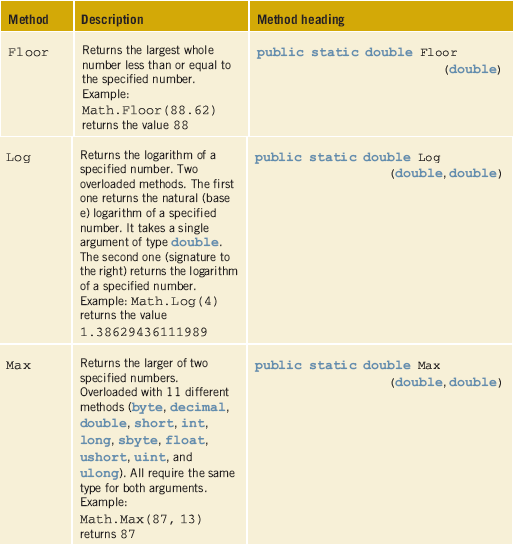 Method Description Method heading
Floor
Returns the largest whole
number less than or equal to
the specified number.
Example:
Math.Floor(88.62)
returns the value 88
public static double Floor
(double)
Log
Returns the logarithm of a
specified number. Two
overloaded methods. The first
one returns the natural (base
e) logarithm of a specified
number. It takes a single
argument of type double.
The second one (signature to
the right) returns the logarithm
of a specified number.
Example: Math.Log(4)
returns the value
1.38629436111989
public static double Log
(double, double)
Max
Returns the larger of two
specified numbers.
Overloaded with 11 different
methods (byte, decimal,
double, short, int,
long, sbyte, float,
ushort, uint, and
ulong). All require the same
type for both arguments.
Example:
Math.Max(87, 13)
returns 87
public static double Max
(double, double)